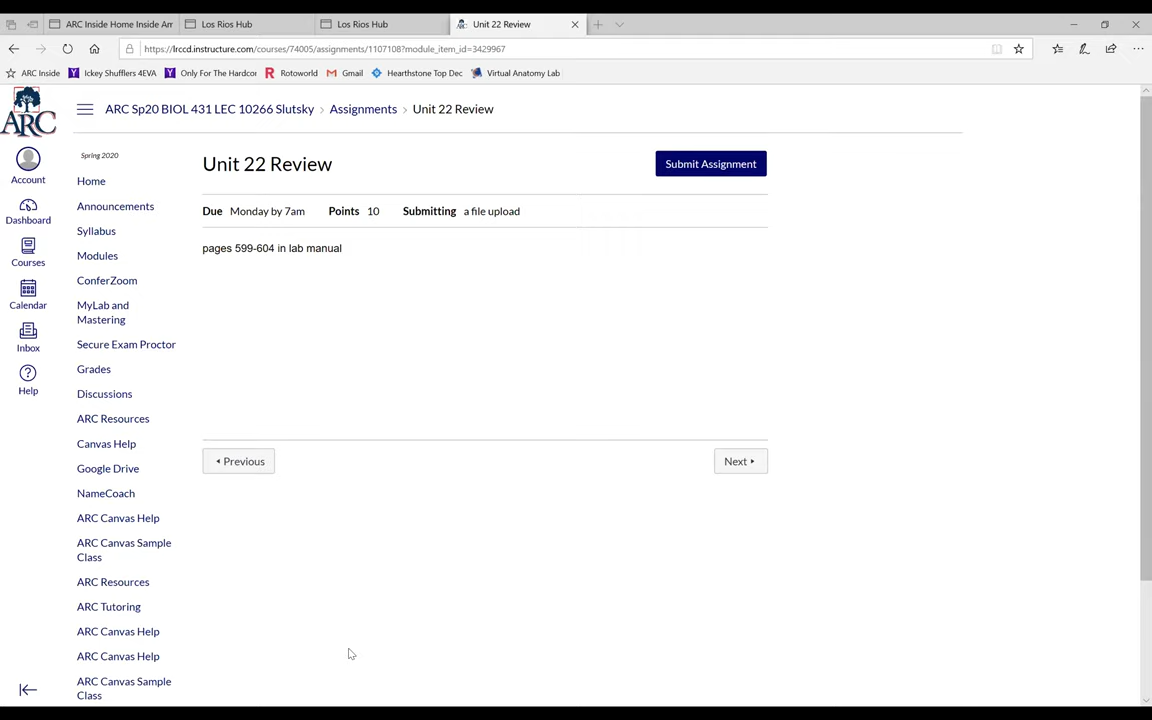 ARC Inside Home Inside Am
Los Rios Hub
Los Rios Hub
Unit 22 Review
https://lrccd.instructure.com/courses/74005/assignments/1107108?module_item_id=3429967
ARC Inside
Ickey Shufflers 4EVA
Only For The Hardcor
Rotoworld
Gmail
Hearthstone Top Dec
Virtual Anatomy Lab
ARC
ARC Sp20 BIOL 431 LEC 10266 Slutsky > Assignments > Unit 22 Review
Account
Dashboard
Courses
Calendar
Inbox
Help
Spring 2020
Home
Announcements
Syllabus
Modules
ConferZoom
MyLab and
Mastering
Secure Exam Proctor
Grades
Discussions
ARC Resources
Canvas Help
Google Drive
NameCoach
ARC Canvas Help
ARC Canvas Sample
Class
ARC Resources
ARC Tutoring
ARC Canvas Help
ARC Canvas Help
ARC Canvas Sample
Class
Unit 22 Review
Submit Assignment
Due Monday by 7am Points 10 Submitting a file upload
pages 599-604 in lab manual
Previous
Next